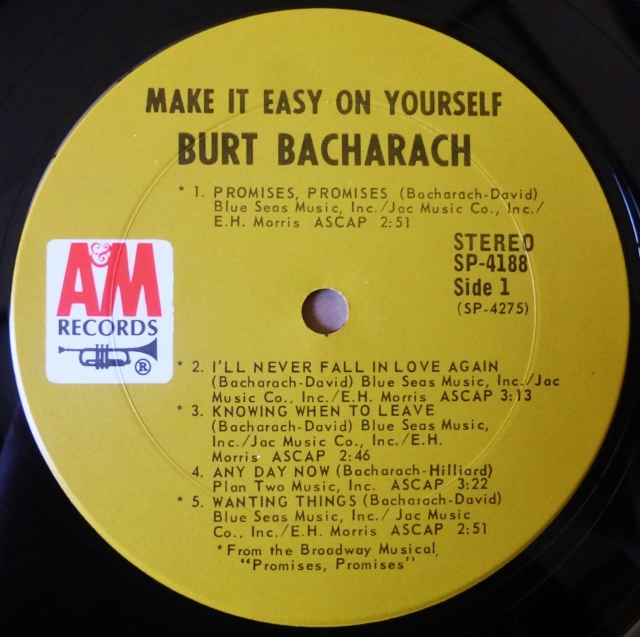 MAKE IT EASY ON YOURSELF
BURT BACHARACH
* 1. PROMISES, PROMISES (Bacharach-David)
Blue Seas Music, Inc./Jac Music Co., Inc./
E.H. Morris ASCAP 2:51
STEREO
SP-4188
Side 1
(SP-4275)
A&M
RECORDS
®
* 2. I'LL NEVER FALL IN LOVE AGAIN
(Bacharach-David) Blue Seas Music, Inc./Jac
Music Co., Inc./E.H. Morris ASCAP 3:13
* 3. KNOWING WHEN TO LEAVE
(Bacharach-David) Blue Seas Music,
Inc./Jac Music Co., Inc./E.H.
Morris ASCAP 2:46
4. ANY DAY NOW (Bacharach-Hilliard)
Plan Two Music, Inc. ASCAP 3:22
* 5. WANTING THINGS (Bacharach-David)
Blue Seas Music, Inc./ Jac Music
Co., Inc./E.H. Morris ASCAP 2:51
*From the Broadway Musical,
"Promises, Promises"